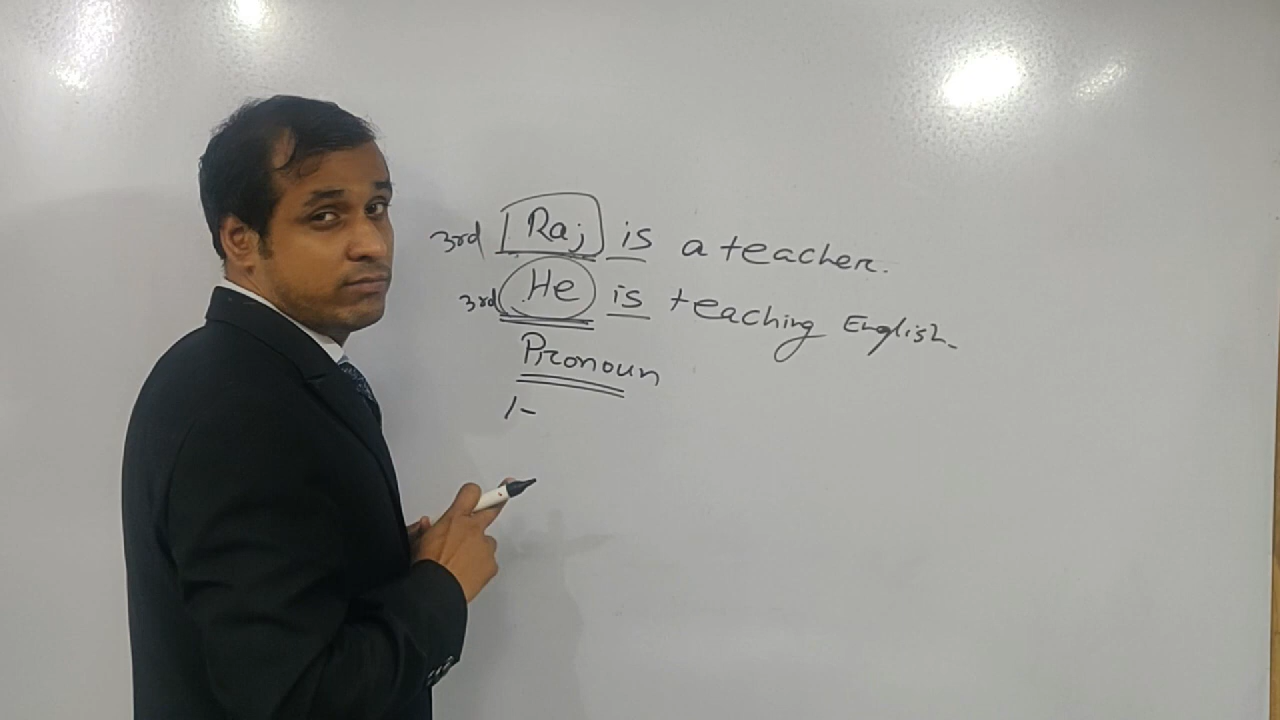 3rd Raj is a teacher.
3rd He is teaching English.
Pronoun
1-